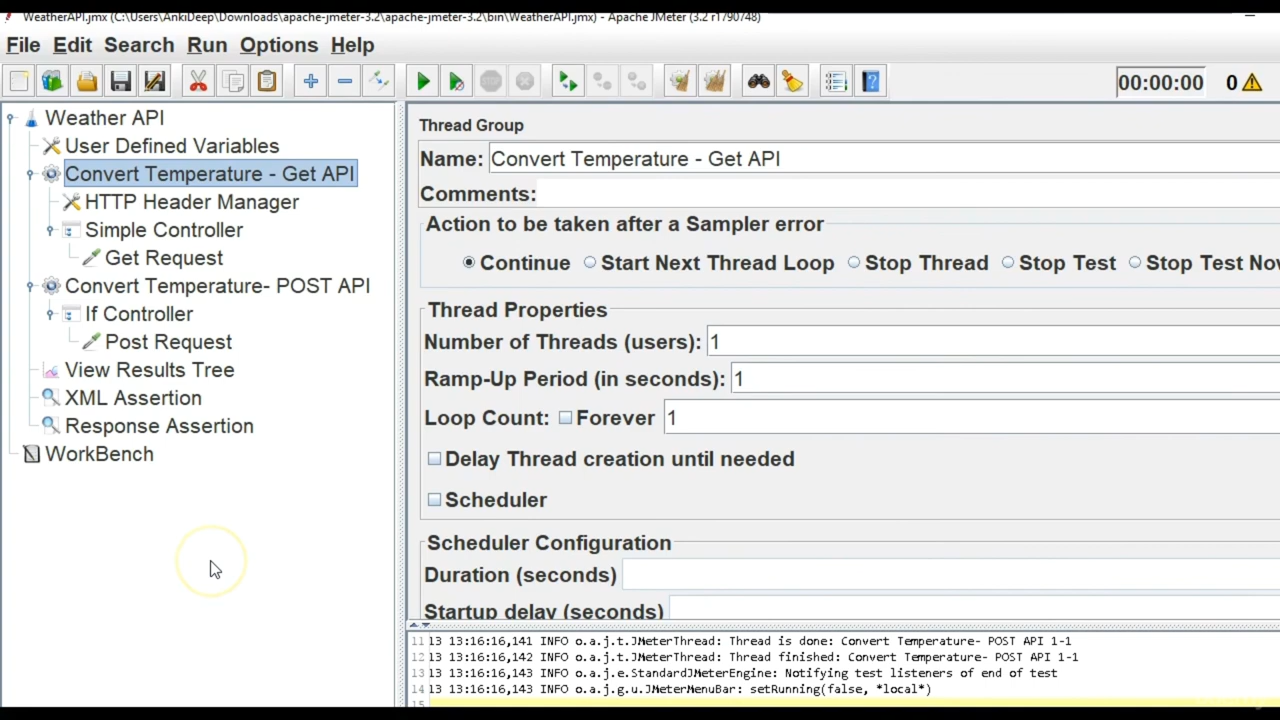 WeatherAPI.jmx (C:\Users\AnkiDeep\Downloads\apache-jmeter-3.2\apache-jmeter-3.2\bin\WeatherAPI.jmx) - Apache JMeter (3.2 r1790748)
File Edit Search Run Options Help
00:00:00 0
Weather API
User Defined Variables
Convert Temperature - Get API
HTTP Header Manager
Simple Controller
Get Request
Convert Temperature- POST API
If Controller
Post Request
View Results Tree
XML Assertion
Response Assertion
WorkBench
Thread Group
Name: Convert Temperature - Get API
Comments:
Action to be taken after a Sampler error
Continue Start Next Thread Loop Stop Thread Stop Test Stop Test Now
Thread Properties
Number of Threads (users): 1
Ramp-Up Period (in seconds): 1
Loop Count: Forever 1
Delay Thread creation until needed
Scheduler
Scheduler Configuration
Duration (seconds)
Startup delay (seconds)
11 13 13:16:16,141 INFO o.a.j.t.JMeterThread: Thread is done: Convert Temperature- POST API 1-1
12 13 13:16:16,142 INFO o.a.j.t.JMeterThread: Thread finished: Convert Temperature- POST API 1-1
13 13 13:16:16,143 INFO o.a.j.e.StandardJMeterEngine: Notifying test listeners of end of test
14 13 13:16:16,143 INFO o.a.j.g.u.JMeterMenuBar: setRunning(false, *local*)
15